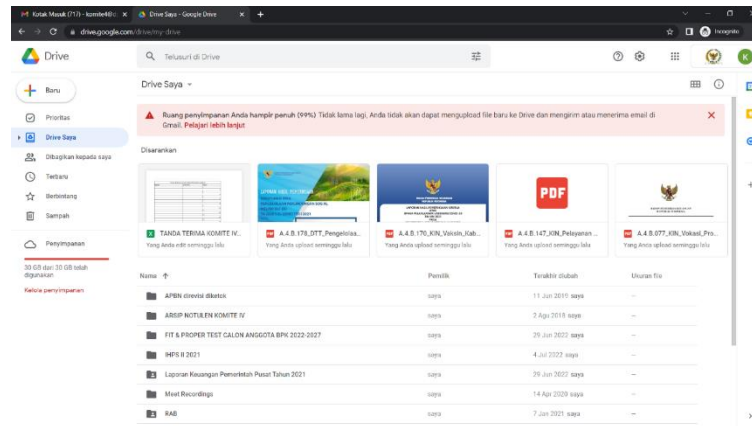 Kotak Masuk (717) - komite4@d
Drive Saya - Google Drive
drive.google.com/drive/my-drive
Incognito
Drive
Telusuri di Drive
K
Baru
Drive Saya
Prioritas
Drive Saya
Dibagikan kepada saya
Terbaru
Berbintang
Sampah
Penyimpanan
30 GB dari 30 GB telah
digunakan
Kelola penyimpanan
Ruang penyimpanan Anda hampir penuh (99%) Tidak lama lagi, Anda tidak akan dapat mengupload file baru ke Drive dan mengirim atau menerima email di
Gmail. Pelajari lebih lanjut
Disarankan
TANDA TERIMA KOMITE IV...
Yang Anda edit seminggu lalu
A.4.B.178_DTT_Pengelolaa...
Yang Anda upload seminggu lalu
A.4.B.170_KIN_Vaksin_Kab...
Yang Anda upload seminggu lalu
PDF
A.4.B.147_KIN_Pelayanan ...
Yang Anda upload seminggu lalu
A.4.B.077_KIN_Vokasi_Pro...
Yang Anda upload seminggu lalu
Nama
Pemilik
Terakhir diubah
Ukuran file
APBN direvisi diketok
saya
11 Jun 2019 saya
—
ARSIP NOTULEN KOMITE IV
saya
2 Agu 2018 saya
—
FIT & PROPER TEST CALON ANGGOTA BPK 2022-2027
saya
29 Jun 2022 saya
—
IHPS II 2021
saya
4 Jul 2022 saya
—
Laporan Keuangan Pemerintah Pusat Tahun 2021
saya
29 Jun 2022 saya
—
Meet Recordings
saya
14 Apr 2020 saya
—
RAB
saya
7 Jan 2021 saya
—